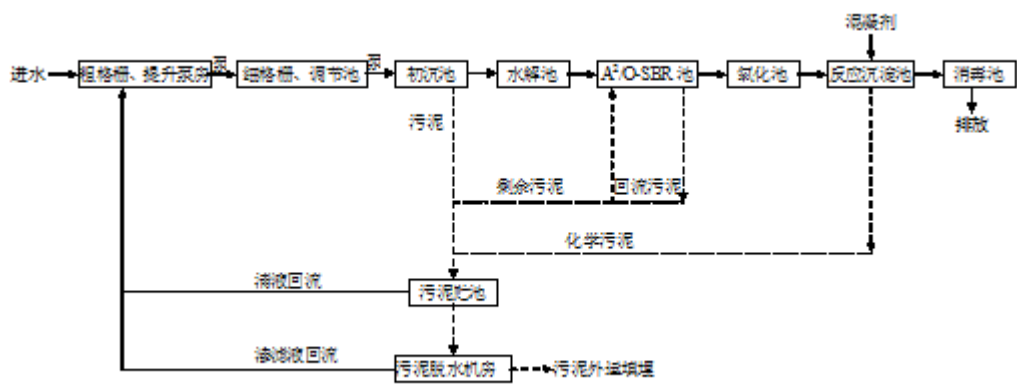 混凝剂
进水
粗格栅、提升泵房
泵
细格栅、调节池
泵
初沉池
水解池
A²/O-SBR 池
氧化池
反应沉淀池
消毒池
污泥
排放
剩余污泥
回流污泥
化学污泥
清液回流
污泥贮池
渗滤液回流
污泥脱水机房
污泥外运填埋